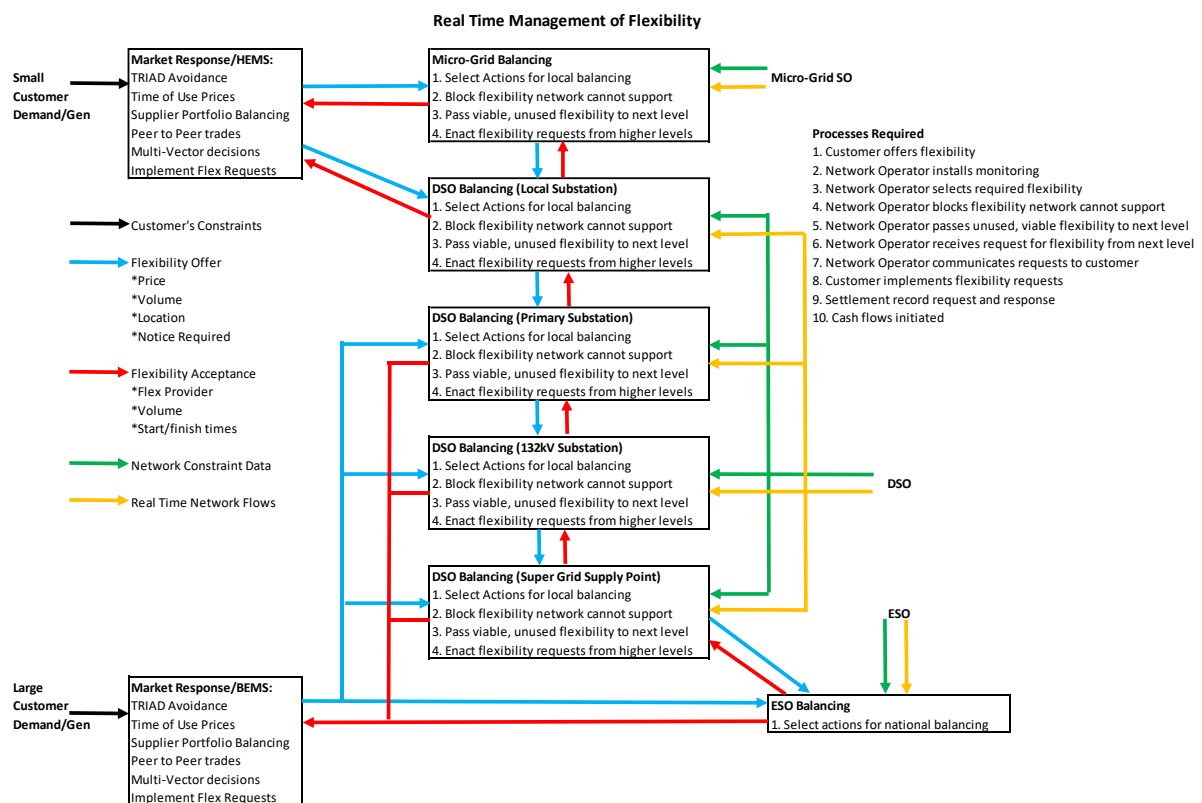 Real Time Management of Flexibility
Small
Customer
Demand/Gen
Market Response/HEMS:
TRIAD Avoidance
Time of Use Prices
Supplier Portfolio Balancing
Peer to Peer trades
Multi-Vector decisions
Implement Flex Requests
Micro-Grid Balancing
1. Select Actions for local balancing
2. Block flexibility network cannot support
3. Pass viable, unused flexibility to next level
4. Enact flexibility requests from higher levels
Micro-Grid SO
Processes Required
1. Customer offers flexibility
2. Network Operator installs monitoring
3. Network Operator selects required flexibility
4. Network Operator blocks flexibility network cannot support
5. Network Operator passes unused, viable flexibility to next level
6. Network Operator receives request for flexibility from next level
7. Network Operator communicates requests to customer
8. Customer implements flexibility requests
9. Settlement record request and response
10. Cash flows initiated
DSO Balancing (Local Substation)
1. Select Actions for local balancing
2. Block flexibility network cannot support
3. Pass viable, unused flexibility to next level
4. Enact flexibility requests from higher levels
Customer's Constraints
Flexibility Offer
*Price
*Volume
*Location
*Notice Required
Flexibility Acceptance
*Flex Provider
*Volume
*Start/finish times
Network Constraint Data
Real Time Network Flows
DSO Balancing (Primary Substation)
1. Select Actions for local balancing
2. Block flexibility network cannot support
3. Pass viable, unused flexibility to next level
4. Enact flexibility requests from higher levels
DSO Balancing (132kV Substation)
1. Select Actions for local balancing
2. Block flexibility network cannot support
3. Pass viable, unused flexibility to next level
4. Enact flexibility requests from higher levels
DSO
DSO Balancing (Super Grid Supply Point)
1. Select Actions for local balancing
2. Block flexibility network cannot support
3. Pass viable, unused flexibility to next level
4. Enact flexibility requests from higher levels
ESO
Large
Customer
Demand/Gen
Market Response/BEMS:
TRIAD Avoidance
Time of Use Prices
Supplier Portfolio Balancing
Peer to Peer trades
Multi-Vector decisions
Implement Flex Requests
ESO Balancing
1. Select actions for national balancing